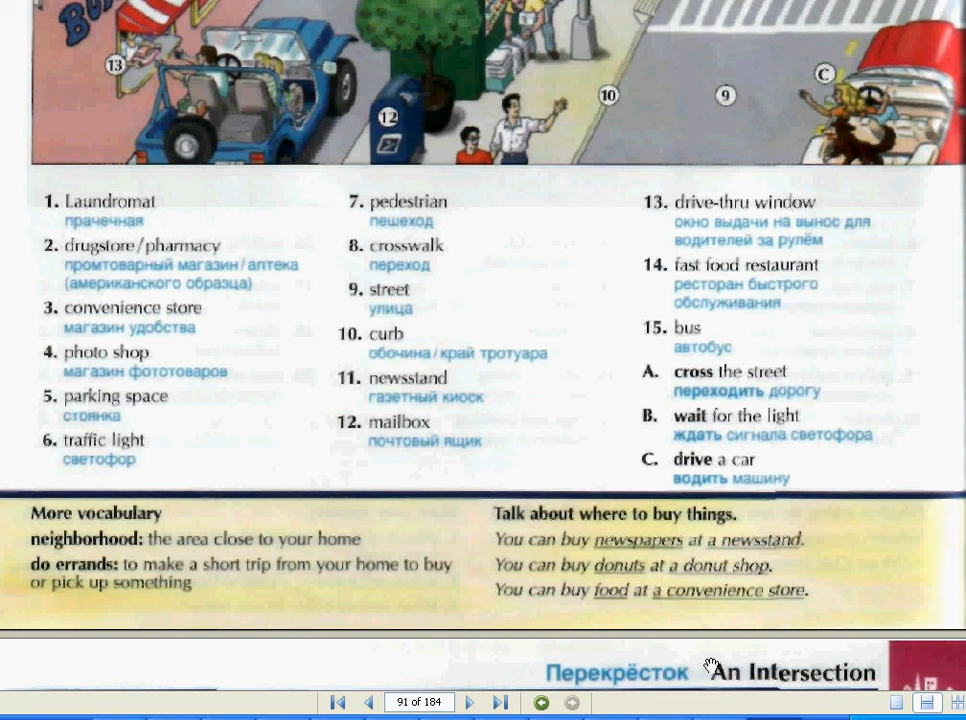 BU
13
12
10
9
C
1. Laundromat
прачечная
2. drugstore/pharmacy
промтоварный магазин/аптека
(американского образца)
3. convenience store
магазин удобства
4. photo shop
магазин фототоваров
5. parking space
стоянка
6. traffic light
светофор
7. pedestrian
пешеход
8. crosswalk
переход
9. street
улица
10. curb
обочина/край тротуара
11. newsstand
газетный киоск
12. mailbox
почтовый ящик
13. drive-thru window
окно выдачи на вынос для
водителей за рулём
14. fast food restaurant
ресторан быстрого
обслуживания
15. bus
автобус
A. cross the street
переходить дорогу
B. wait for the light
ждать сигнала светофора
C. drive a car
водить машину
More vocabulary
neighborhood: the area close to your home
do errands: to make a short trip from your home to buy
or pick up something
Talk about where to buy things.
You can buy newspapers at a newsstand.
You can buy donuts at a donut shop.
You can buy food at a convenience store.
Перекрёсток An Intersection
91 of 184